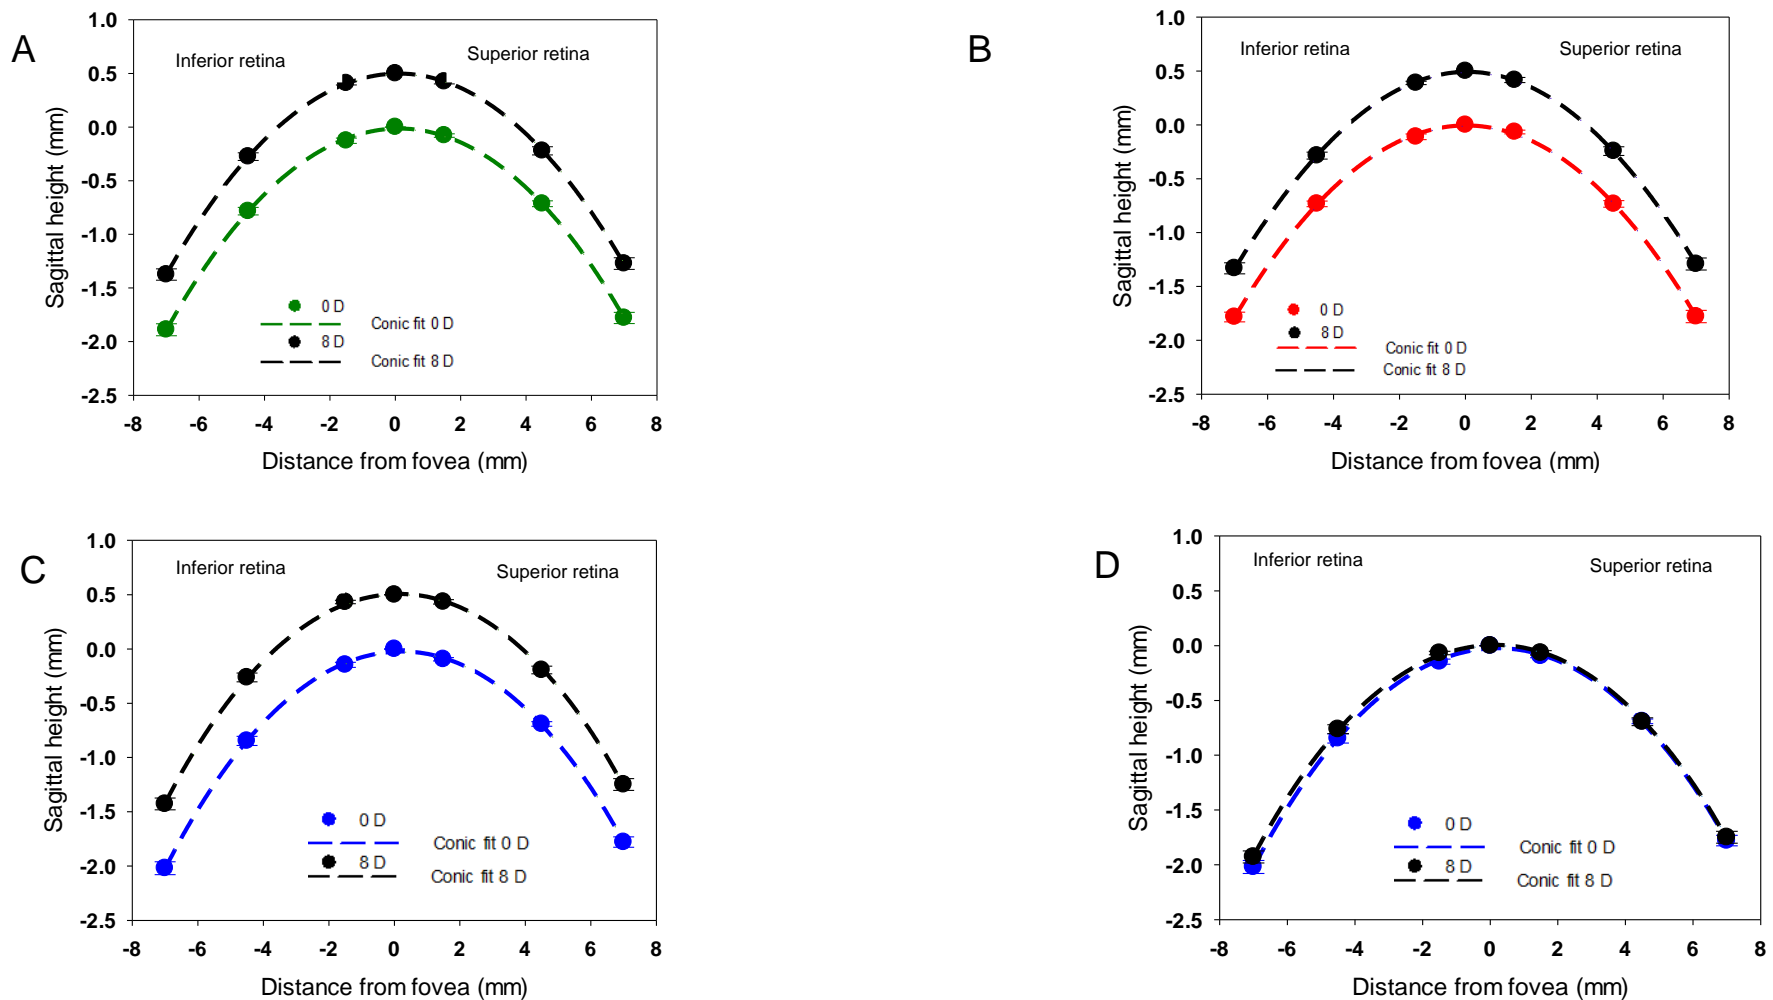 A
Inferior retina
Superior retina
Sagittal height (mm)
1.0
0.5
0.0
-0.5
-1.0
-1.5
-2.0
-2.5
0 D
Conic fit 0 D
8 D
Conic fit 8 D
-8 -6 -4 -2 0 2 4 6 8
Distance from fovea (mm)
B
Inferior retina
Superior retina
Sagittal height (mm)
1.0
0.5
0.0
-0.5
-1.0
-1.5
-2.0
-2.5
0 D
8 D
Conic fit 0 D
Conic fit 8 D
-8 -6 -4 -2 0 2 4 6 8
Distance from fovea (mm)
C
Inferior retina
Superior retina
Sagittal height (mm)
1.0
0.5
0.0
-0.5
-1.0
-1.5
-2.0
-2.5
0 D
Conic fit 0 D
8 D
Conic fit 8 D
-8 -6 -4 -2 0 2 4 6 8
Distance from fovea (mm)
D
Inferior retina
Superior retina
Sagittal height (mm)
1.0
0.5
0.0
-0.5
-1.0
-1.5
-2.0
-2.5
0 D
Conic fit 0 D
8 D
Conic fit 8 D
-8 -6 -4 -2 0 2 4 6 8
Distance from fovea (mm)